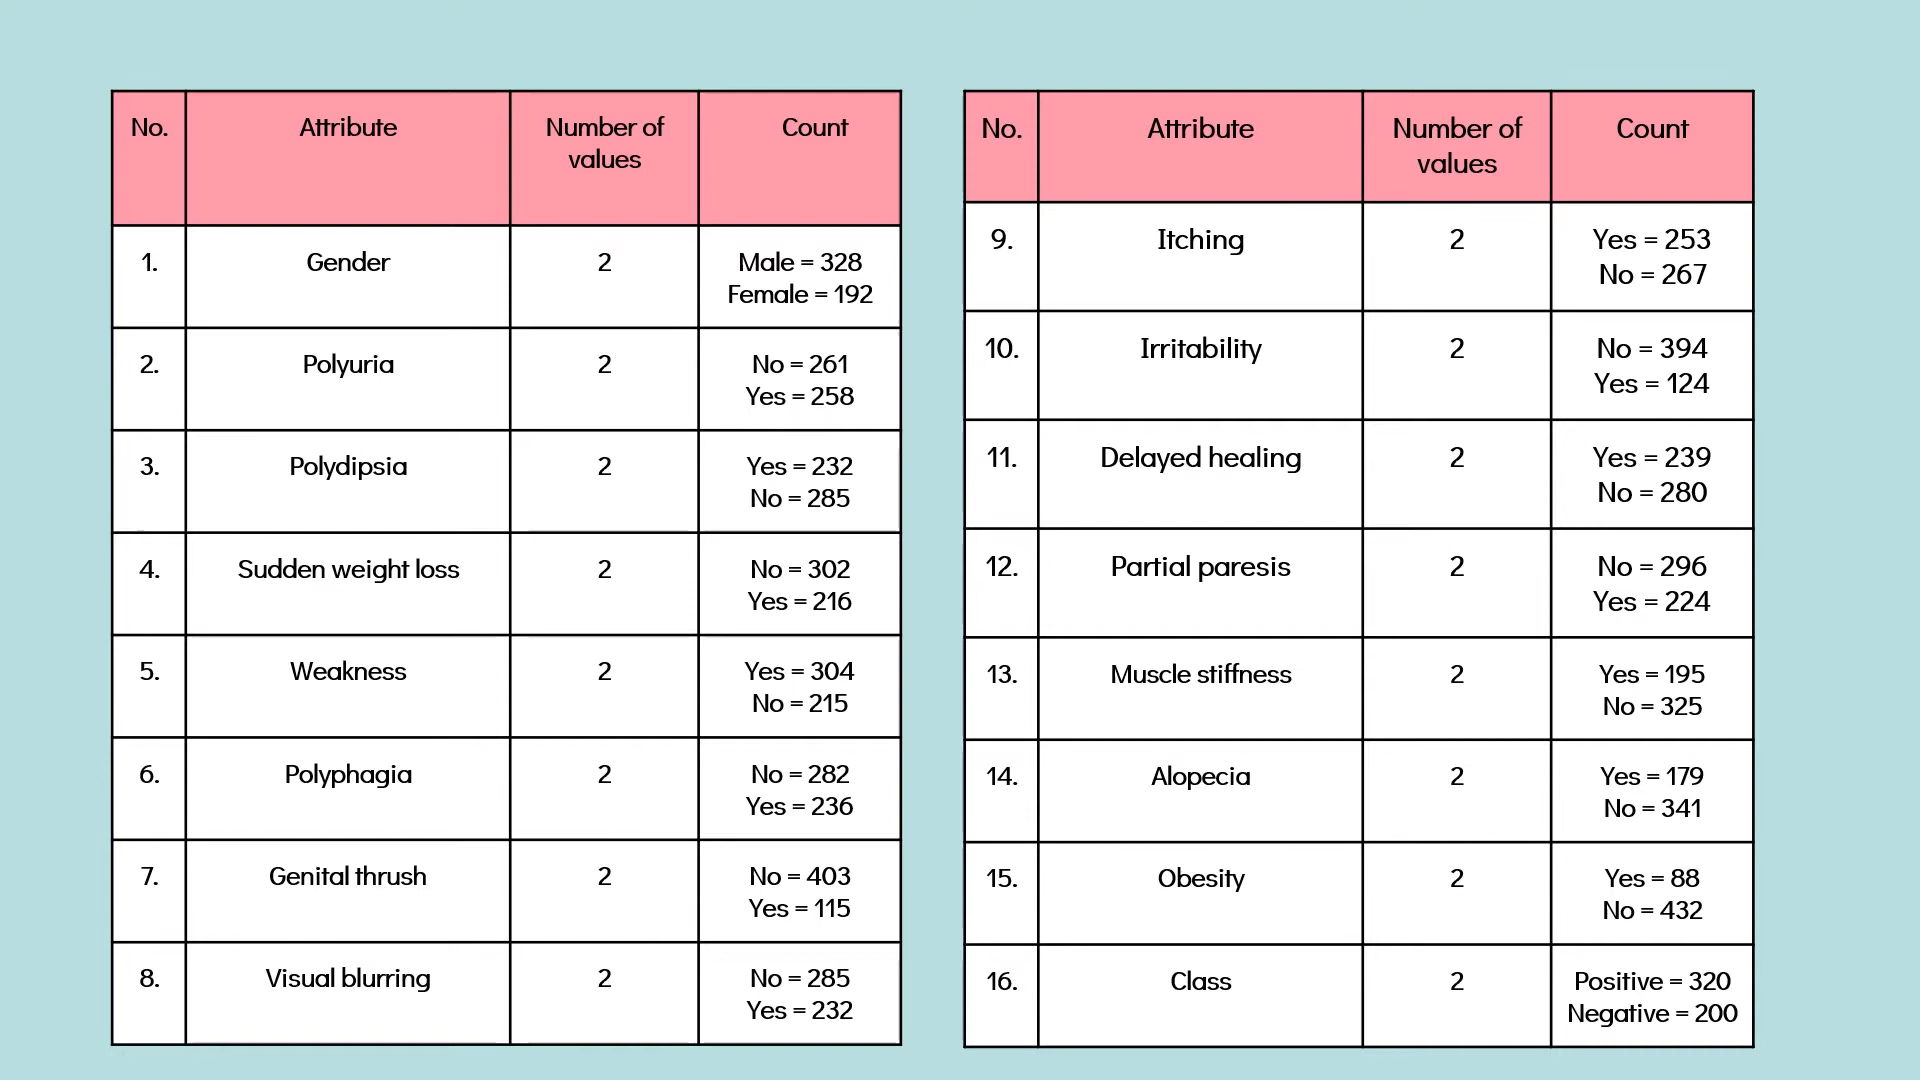 No. Attribute Number of values Count
1. Gender 2 Male = 328
Female = 192
2. Polyuria 2 No = 261
Yes = 258
3. Polydipsia 2 Yes = 232
No = 285
4. Sudden weight loss 2 No = 302
Yes = 216
5. Weakness 2 Yes = 304
No = 215
6. Polyphagia 2 No = 282
Yes = 236
7. Genital thrush 2 No = 403
Yes = 115
8. Visual blurring 2 No = 285
Yes = 232
No. Attribute Number of values Count
9. Itching 2 Yes = 253
No = 267
10. Irritability 2 No = 394
Yes = 124
11. Delayed healing 2 Yes = 239
No = 280
12. Partial paresis 2 No = 296
Yes = 224
13. Muscle stiffness 2 Yes = 195
No = 325
14. Alopecia 2 Yes = 179
No = 341
15. Obesity 2 Yes = 88
No = 432
16. Class 2 Positive = 320
Negative = 200